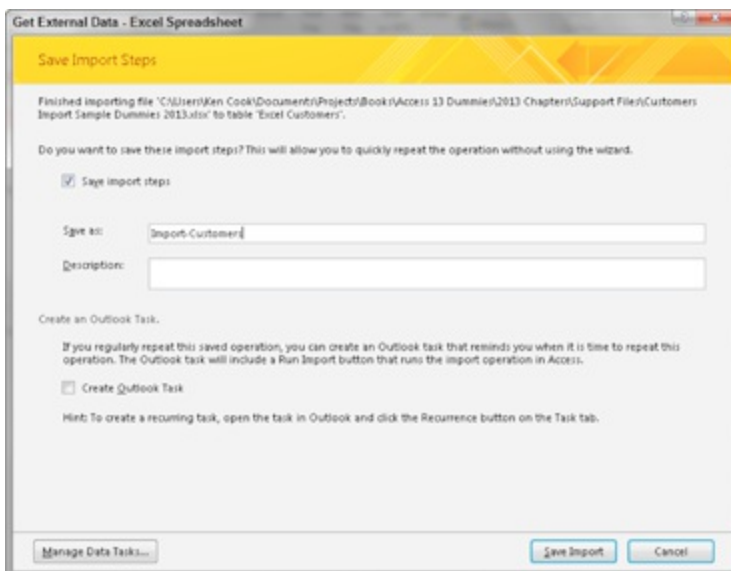 Get External Data - Excel Spreadsheet
Save Import Steps
Finished importing file 'C:\Users\Ken Cook\Documents\Projects\Books\Access 13 Dummies\2013 Chapters\Support Files\Customers
Import Sample Dummies 2013.xlsx' to table 'Excel Customers'.
Do you want to save these import steps? This will allow you to quickly repeat the operation without using the wizard.
Save import steps
Save as:
Import-Customers
Description:
Create an Outlook Task.
If you regularly repeat this saved operation, you can create an Outlook task that reminds you when it is time to repeat this
operation. The Outlook task will include a Run Import button that runs the import operation in Access.
Create Outlook Task
Hint: To create a recurring task, open the task in Outlook and click the Recurrence button on the Task tab.
Manage Data Tasks...
Save Import
Cancel